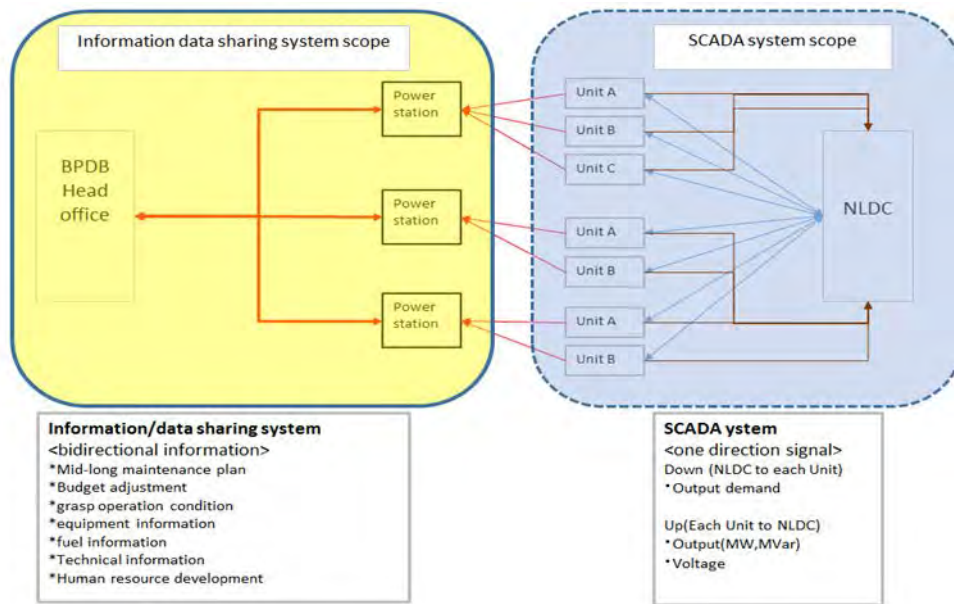 Information data sharing system scope
SCADA system scope
BPDB
Head
office
Power
station
Power
station
Power
station
Unit A
Unit B
Unit C
Unit A
Unit B
Unit A
Unit B
NLDC
Information/data sharing system
<bidirectional information>
*Mid-long maintenance plan
*Budget adjustment
*grasp operation condition
*equipment information
*fuel information
*Technical information
*Human resource development
SCADA ystem
<one direction signal>
Down (NLDC to each Unit)
・Output demand
Up(Each Unit to NLDC)
・Output(MW,MVar)
・Voltage